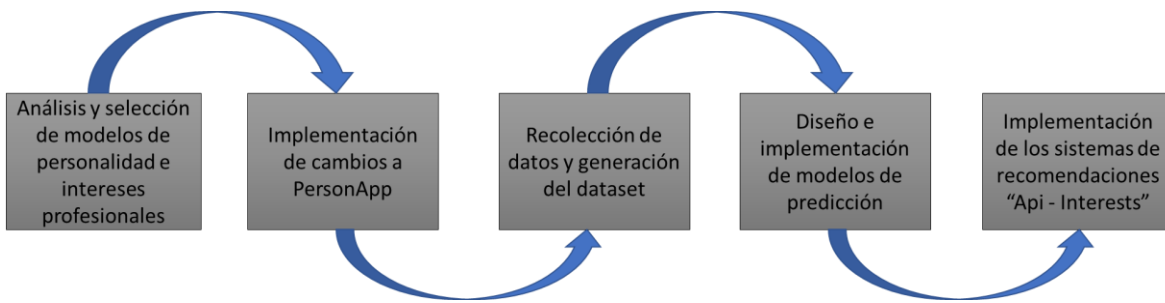 Análisis y selección
de modelos de
personalidad e
intereses
profesionales
Implementación
de cambios a
PersonApp
Recolección de
datos y generación
del dataset
Diseño e
implementación
de modelos de
predicción
Implementación
de los sistemas de
recomendaciones
“Api - Interests”